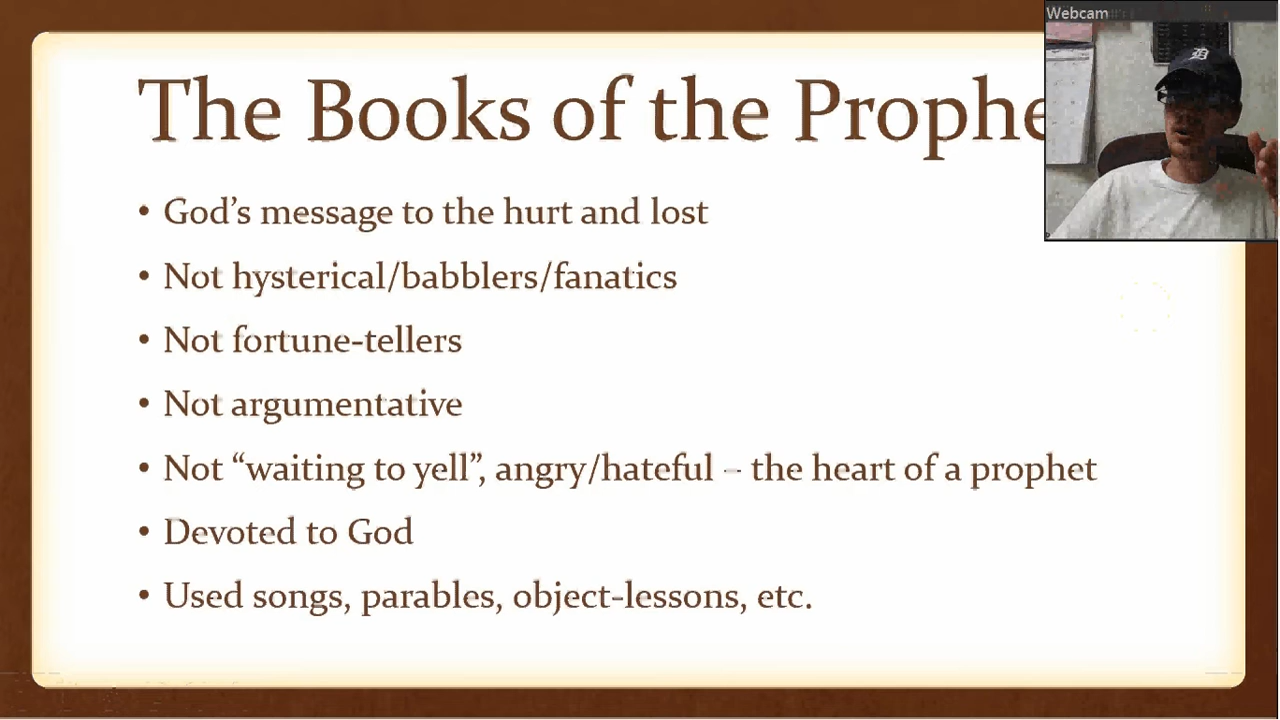 Webcam
The Books of the Prophe
• God’s message to the hurt and lost
• Not hysterical/babblers/fanatics
• Not fortune-tellers
• Not argumentative
• Not “waiting to yell”, angry/hateful – the heart of a prophet
• Devoted to God
• Used songs, parables, object-lessons, etc.